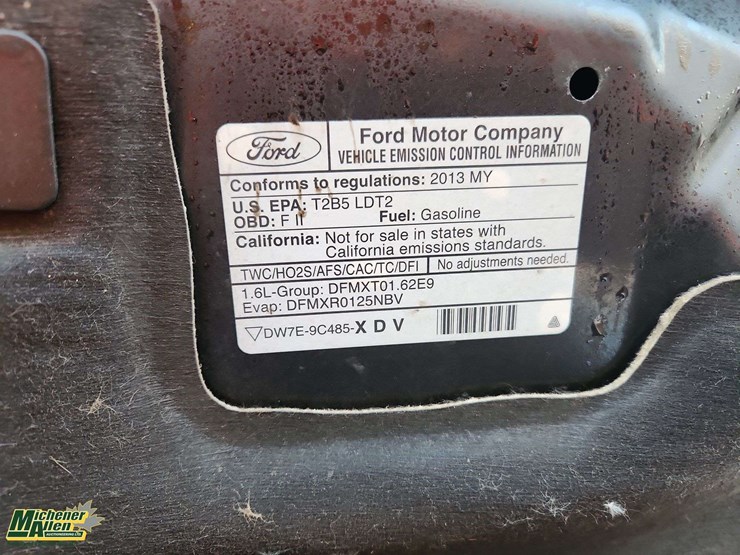 Ford
Ford Motor Company
VEHICLE EMISSION CONTROL INFORMATION
Conforms to regulations: 2013 MY
U.S. EPA: T2B5 LDT2
OBD: F II Fuel: Gasoline
California: Not for sale in states with
California emissions standards.
TWC/HO2S/AFS/CAC/TC/DFI No adjustments needed.
1.6L-Group: DFMXT01.62E9
Evap: DFMXR0125NBV
DW7E-9C485-X D V
Michener
Allen
AUCTIONEERING LTD